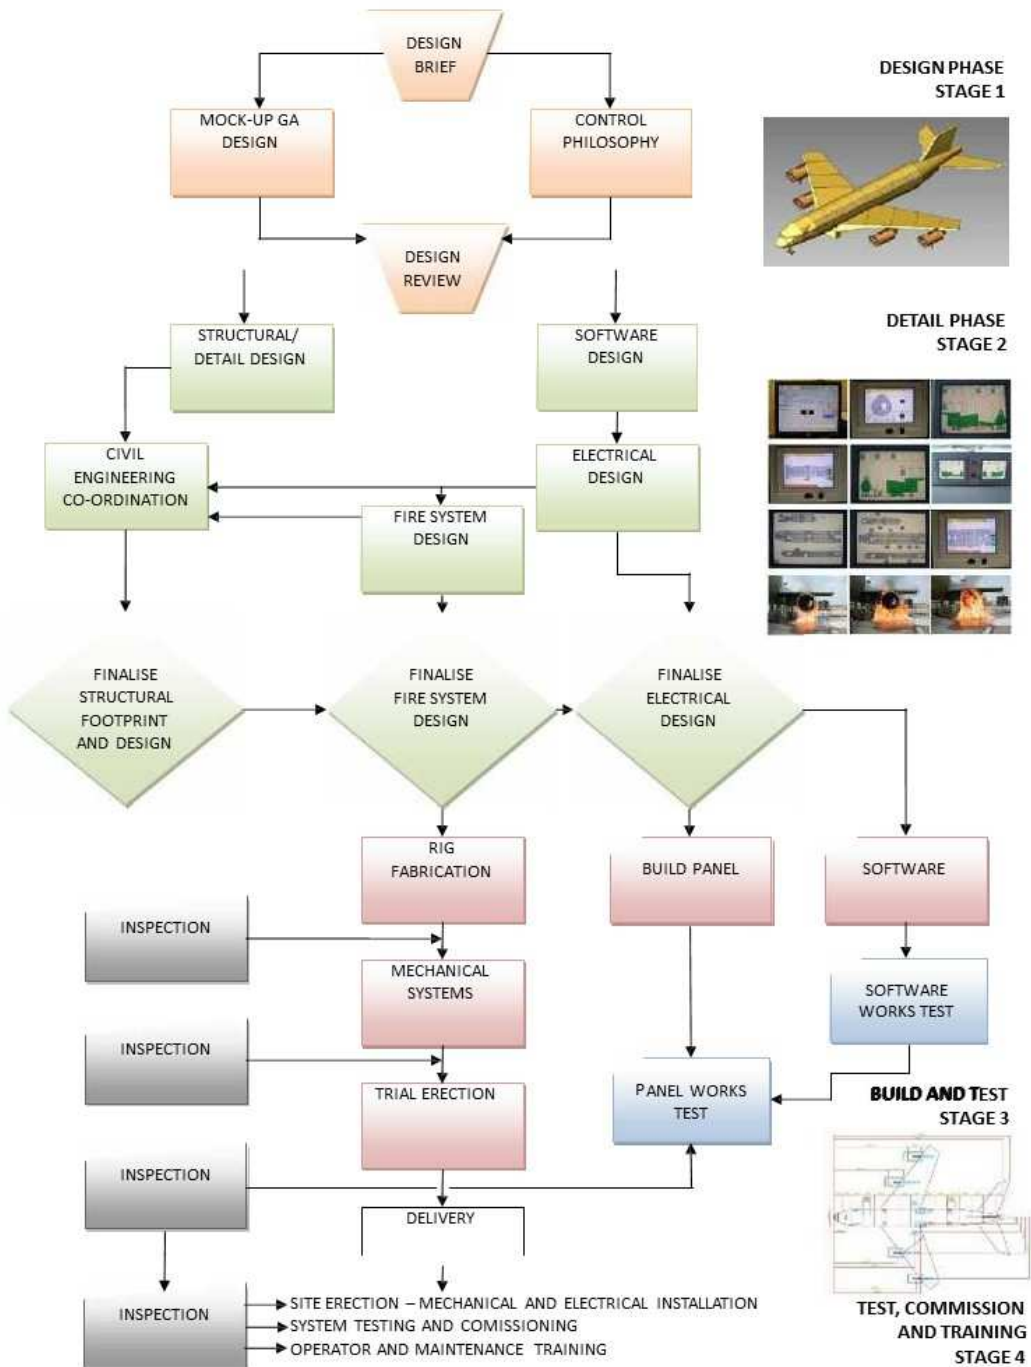 DESIGN
BRIEF
DESIGN PHASE
STAGE 1
MOCK-UP GA
DESIGN
CONTROL
PHILOSOPHY
DESIGN
REVIEW
DETAIL PHASE
STAGE 2
STRUCTURAL/
DETAIL DESIGN
SOFTWARE
DESIGN
CIVIL
ENGINEERING
CO-ORDINATION
ELECTRICAL
DESIGN
FIRE SYSTEM
DESIGN
FINALISE
STRUCTURAL
FOOTPRINT
AND DESIGN
FINALISE
FIRE SYSTEM
DESIGN
FINALISE
ELECTRICAL
DESIGN
RIG
FABRICATION
BUILD PANEL
SOFTWARE
INSPECTION
MECHANICAL
SYSTEMS
SOFTWARE
WORKS TEST
INSPECTION
TRIAL ERECTION
PANEL WORKS
TEST
BUILD AND TEST
STAGE 3
INSPECTION
DELIVERY
INSPECTION
SITE ERECTION – MECHANICAL AND ELECTRICAL INSTALLATION
SYSTEM TESTING AND COMISSIONING
OPERATOR AND MAINTENANCE TRAINING
TEST, COMMISSION
AND TRAINING
STAGE 4